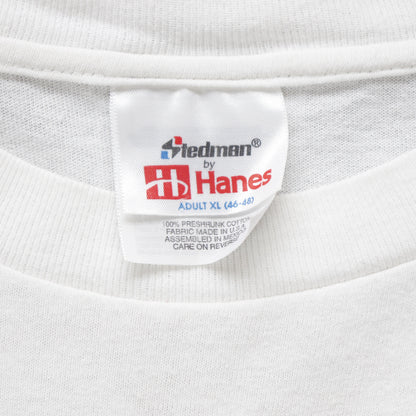 Stedman®
by
Hanes
ADULT XL (46-48)
100% PRESHRUNK COTTON
FABRIC MADE IN U.S.A.
ASSEMBLED IN MEXICO
CARE ON REVERSE